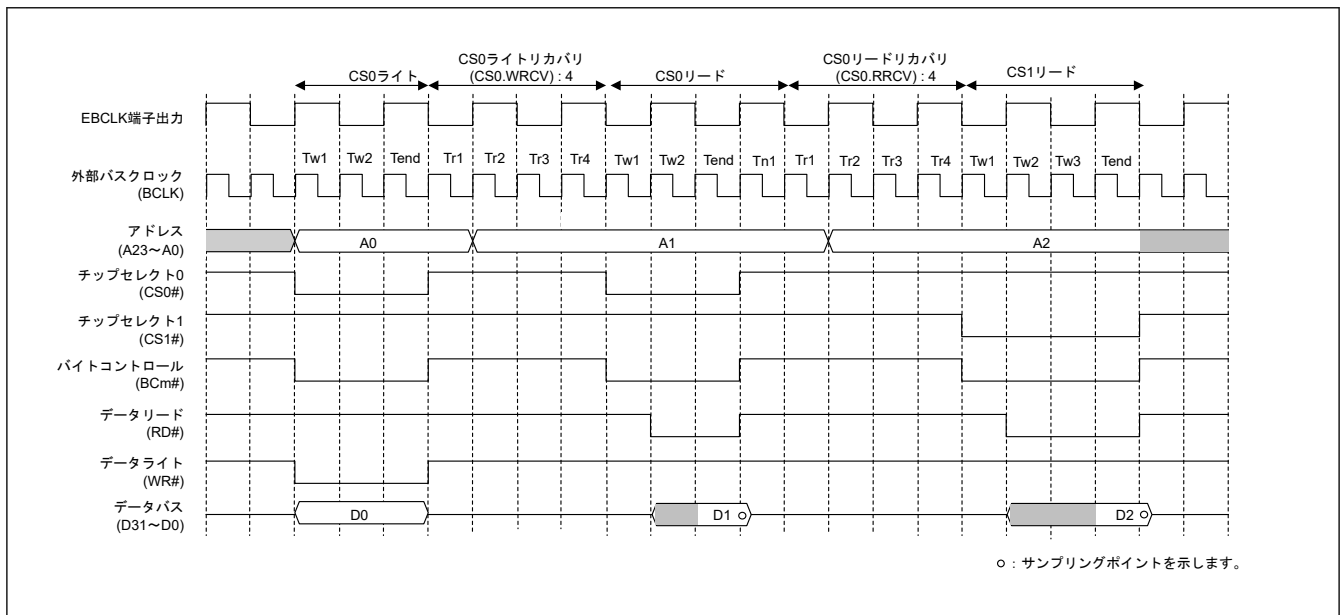 CS0ライト
CS0ライトリカバリ
(CS0.WRCV) : 4
CS0リード
CS0リードリカバリ
(CS0.RRCV) : 4
CS1リード
EBCLK端子出力
Tw1 Tw2 Tend Tr1 Tr2 Tr3 Tr4 Tw1 Tw2 Tend Tn1 Tr1 Tr2 Tr3 Tr4 Tw1 Tw2 Tw3 Tend
外部バスクロック
(BCLK)
アドレス
(A23～A0)
A0 A1 A2
チップセレクト0
(CS0#)
チップセレクト1
(CS1#)
バイトコントロール
(BCm#)
データリード
(RD#)
データライト
(WR#)
データバス
(D31～D0)
D0 D1 D2
○ : サンプリングポイントを示します。